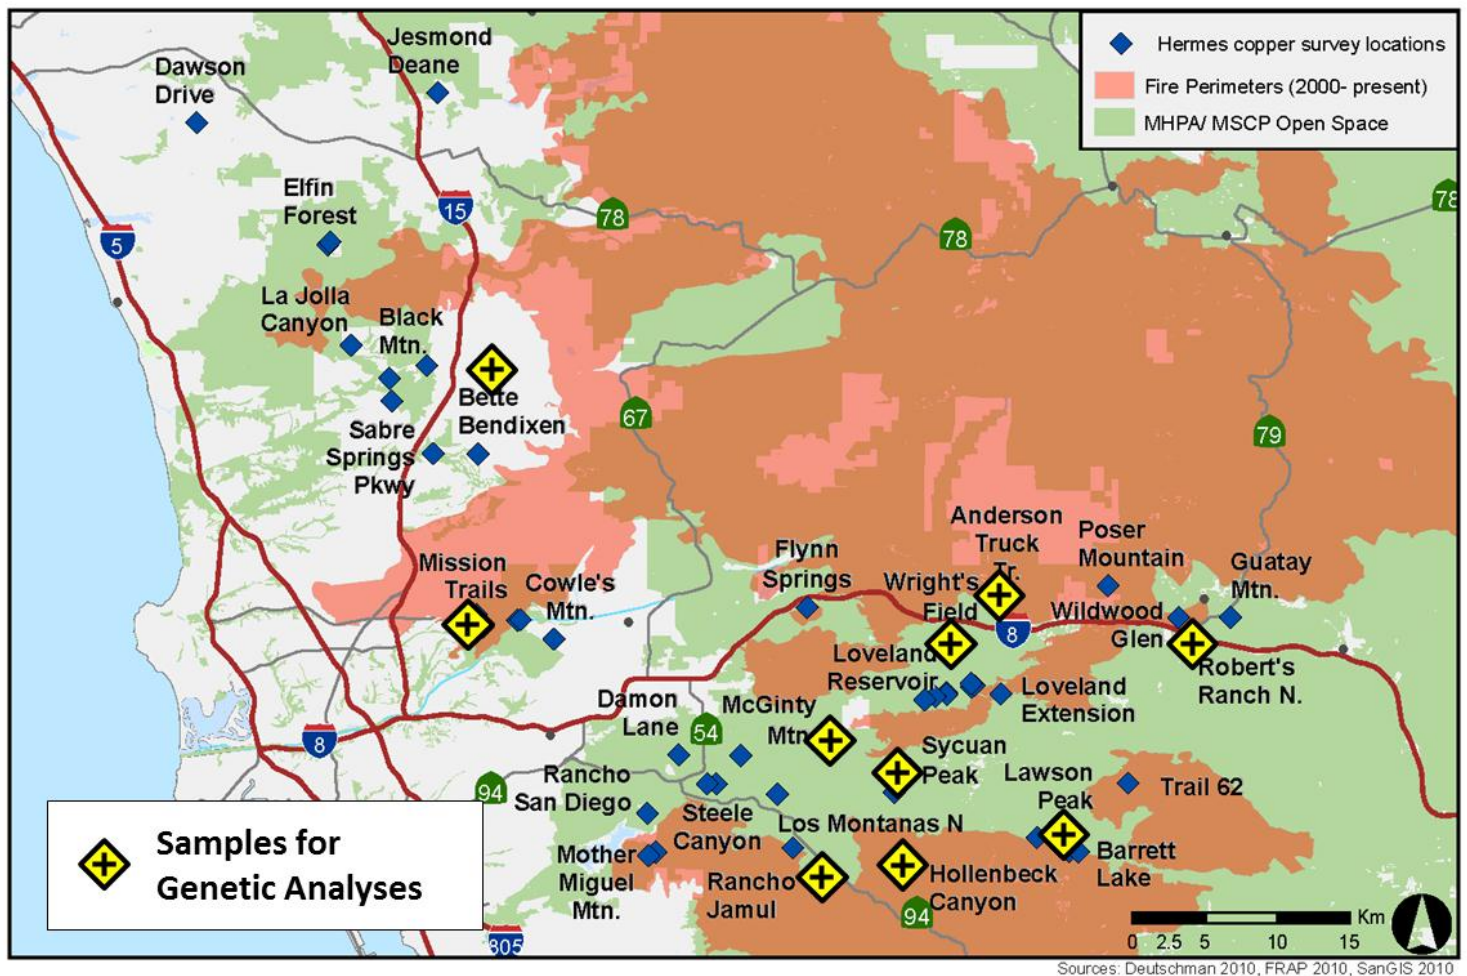 Jesmond
Deane
Dawson
Drive
Hermes copper survey locations
Fire Perimeters (2000- present)
MHPA/ MSCP Open Space
Elfin
Forest
15
78
78
78
5
La Jolla
Canyon
Black
Mtn.
Bette
Bendixen
67
79
Sabre
Springs
Pkwy
Anderson
Truck
Tr.
Poser
Mountain
Flynn
Springs
Guatay
Mtn.
Mission
Trails
Cowle's
Mtn.
Wright's
Field
Wildwood
Glen
8
Loveland
Reservoir
Robert's
Ranch N.
Loveland
Extension
Damon
Lane
McGinty
Mtn
54
8
Sycuan
Peak
Lawson
Peak
Trail 62
Rancho
San Diego
94
Steele
Canyon
Los Montanas N
Samples for
Genetic Analyses
Mother
Miguel
Mtn.
Rancho
Jamul
Hollenbeck
Canyon
Barrett
Lake
94
805
Km
0 2.5 5 10 15
Sources: Deutschman 2010, FRAP 2010, SanGIS 2010